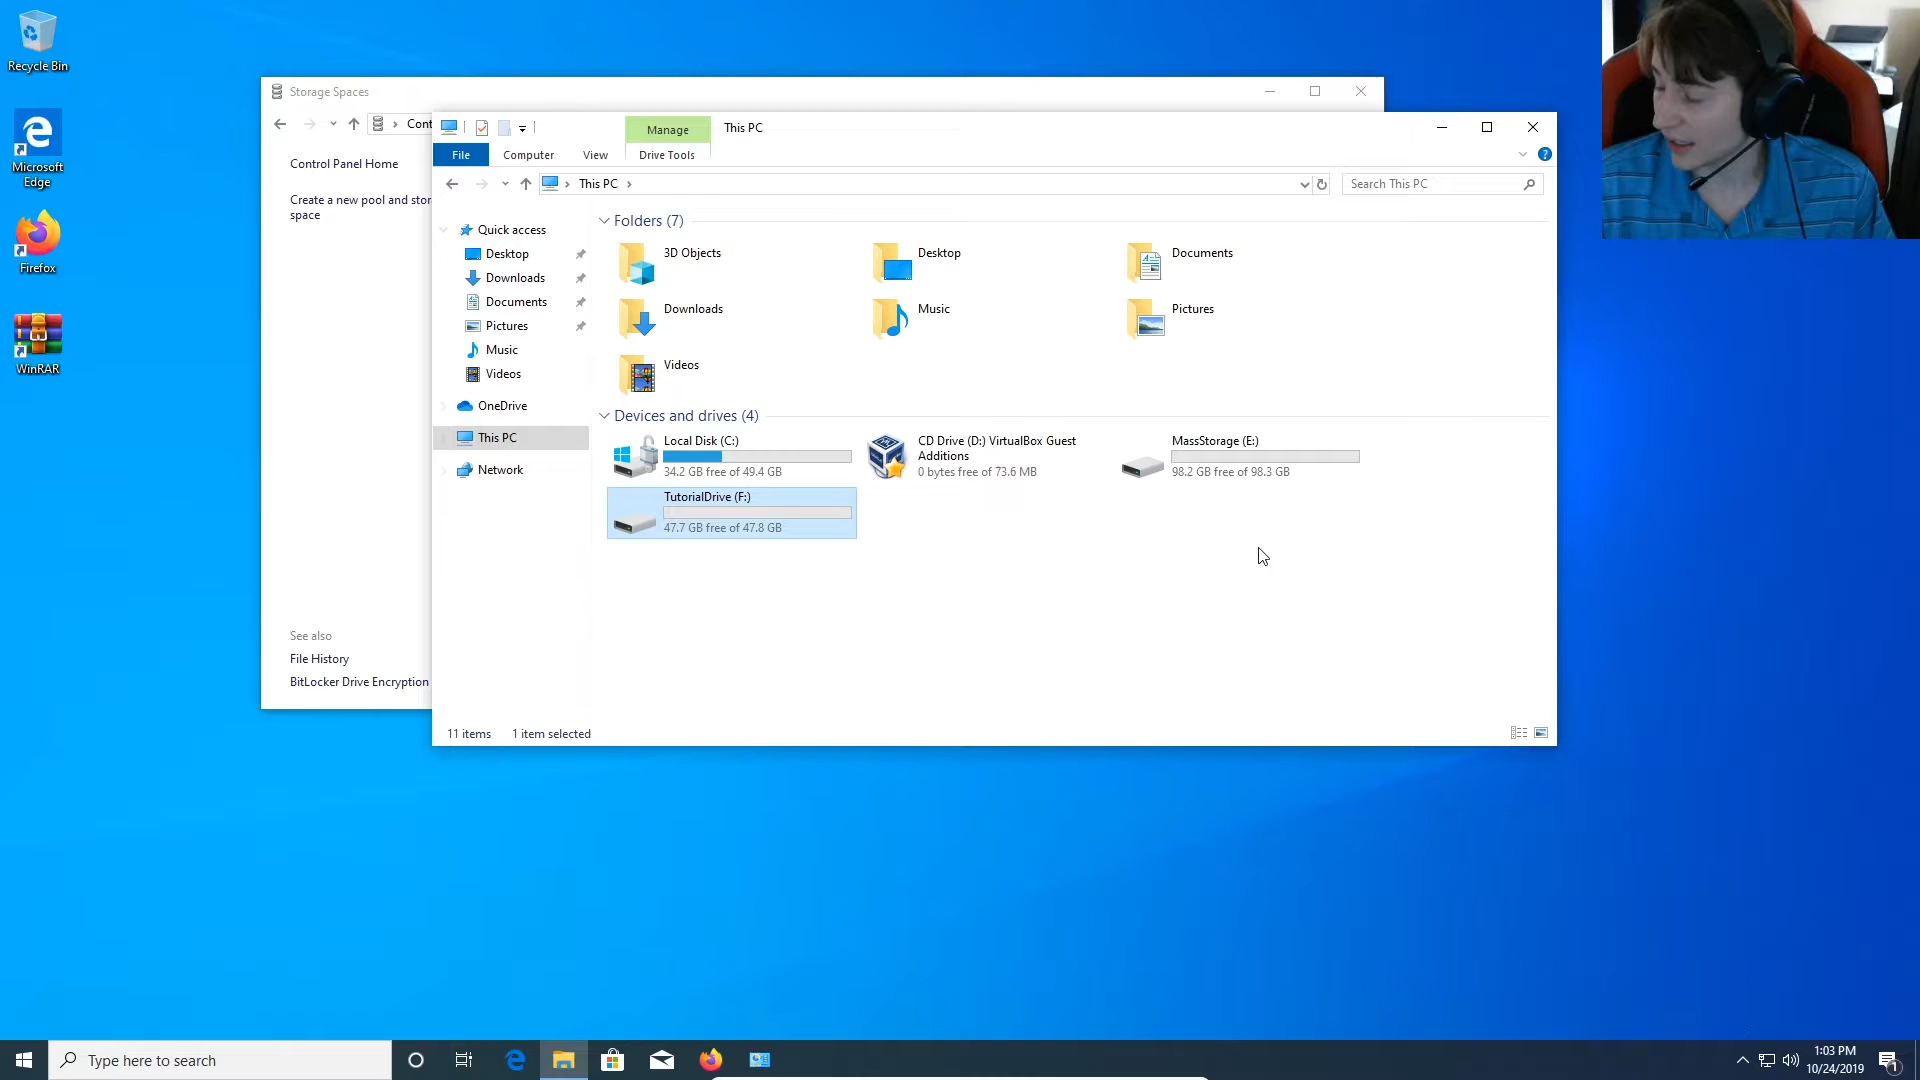 Recycle Bin
Microsoft
Edge
Firefox
WinRAR
Storage Spaces
Cont
Control Panel Home
Create a new pool and stor
space
See also
File History
BitLocker Drive Encryption
Manage
This PC
File
Computer
View
Drive Tools
This PC
Search This PC
Quick access
Desktop
Downloads
Documents
Pictures
Music
Videos
OneDrive
This PC
Network
Folders (7)
3D Objects
Desktop
Documents
Downloads
Music
Pictures
Videos
Devices and drives (4)
Local Disk (C:)
34.2 GB free of 49.4 GB
CD Drive (D:) VirtualBox Guest
Additions
0 bytes free of 73.6 MB
MassStorage (E:)
98.2 GB free of 98.3 GB
TutorialDrive (F:)
47.7 GB free of 47.8 GB
11 items
1 item selected
Type here to search
1:03 PM
10/24/2019
1